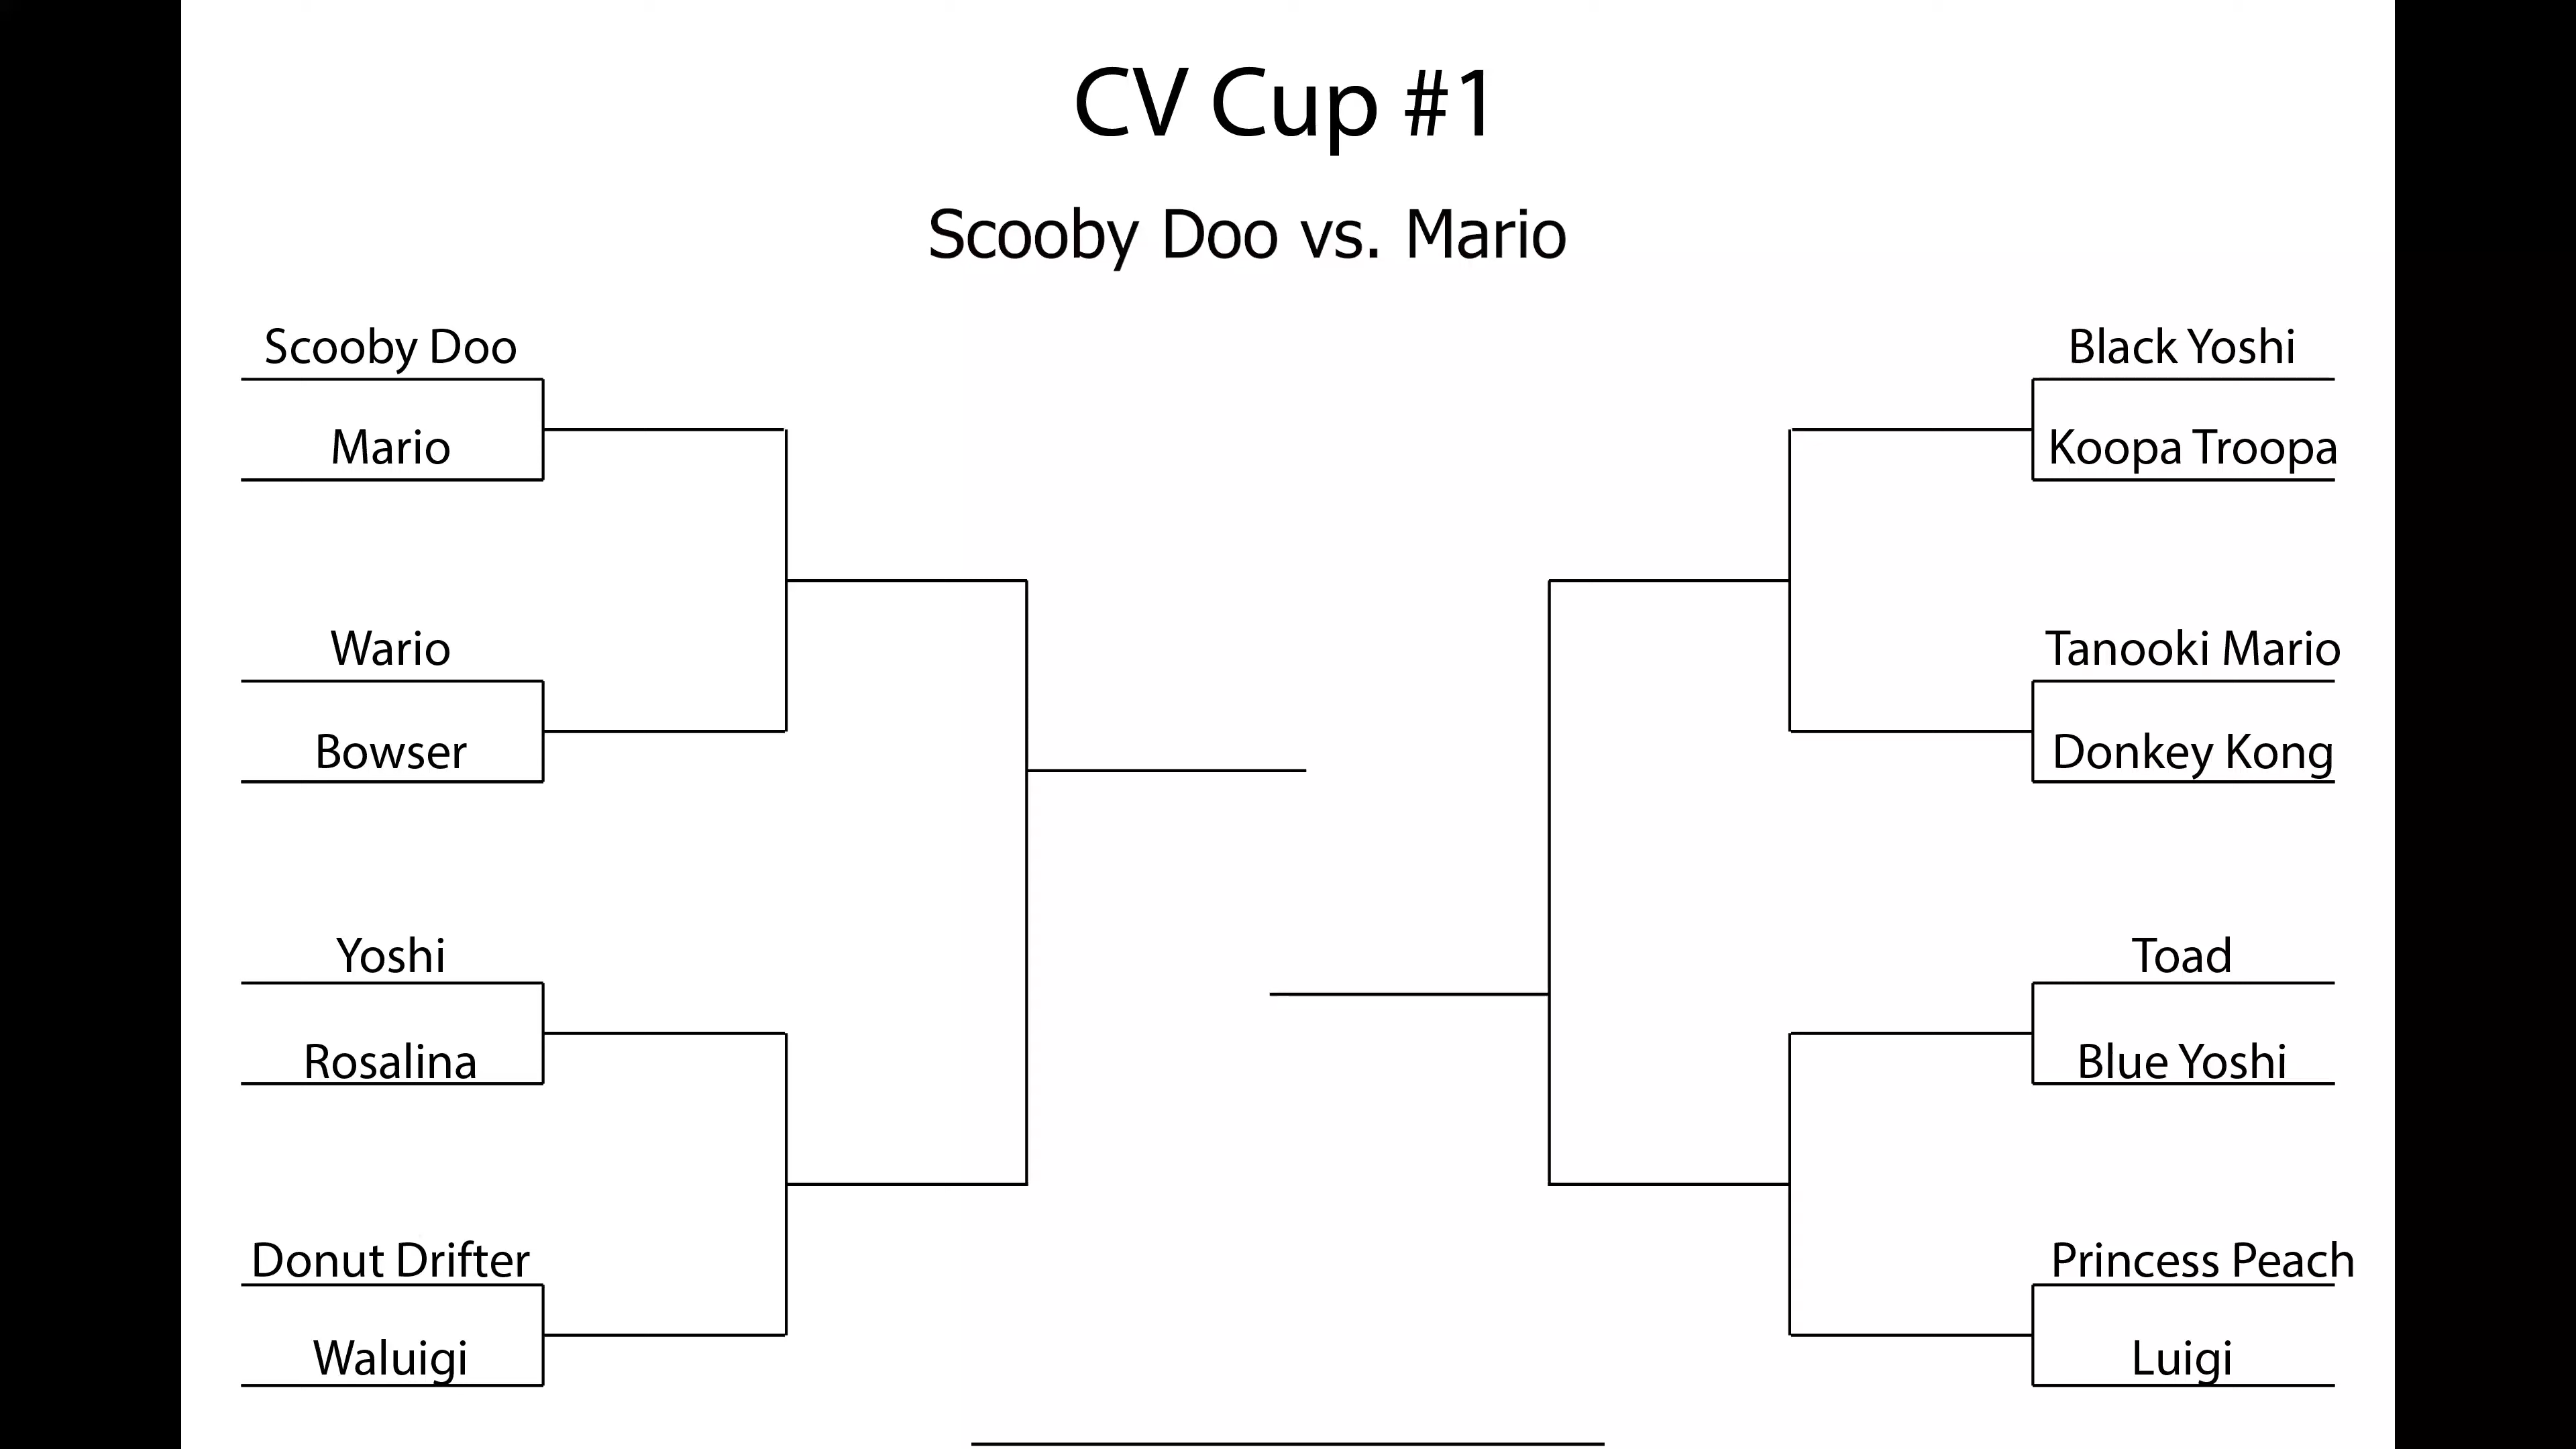 CV Cup #1
Scooby Doo vs. Mario
Scooby Doo
Mario
Wario
Bowser
Yoshi
Rosalina
Donut Drifter
Waluigi
Black Yoshi
Koopa Troopa
Tanooki Mario
Donkey Kong
Toad
Blue Yoshi
Princess Peach
Luigi